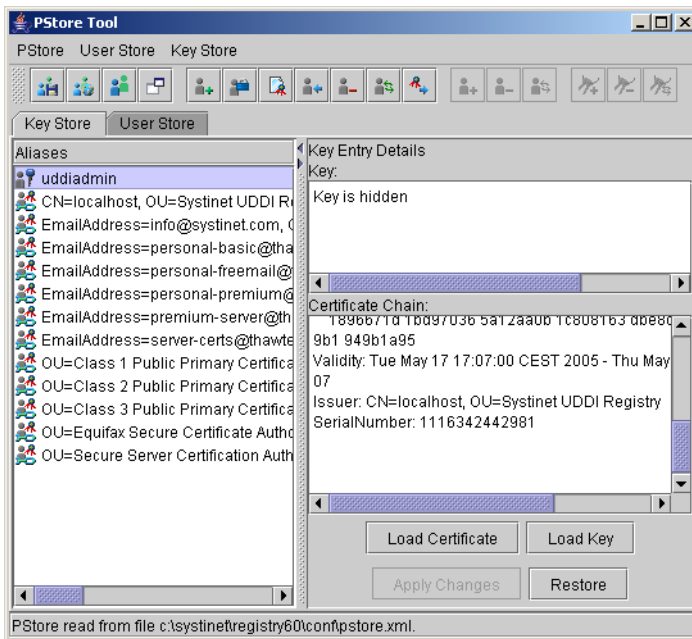 PStore Tool
PStore User Store Key Store
Key Store User Store
Aliases
uddiadmin
CN=localhost, OU=Systinet UDDI
EmailAddress=info@systinet.com,
EmailAddress=personal-basic@tha
EmailAddress=personal-freemail@
EmailAddress=personal-premium@
EmailAddress=premium-server@th
EmailAddress=server-certs@thawte
OU=Class 1 Public Primary Certifica
OU=Class 2 Public Primary Certifica
OU=Class 3 Public Primary Certifica
OU=Equifax Secure Certificate Autho
OU=Secure Server Certification Auth
Key Entry Details
Key:
Key is hidden
Certificate Chain:
9b1 949b1a95
Validity: Tue May 17 17:07:00 CEST 2005 - Thu May
07
Issuer: CN=localhost, OU=Systinet UDDI Registry
SerialNumber: 1116342442981
Load Certificate Load Key
Apply Changes Restore
PStore read from file c:\systinet\registry60\conf\pstore.xml.